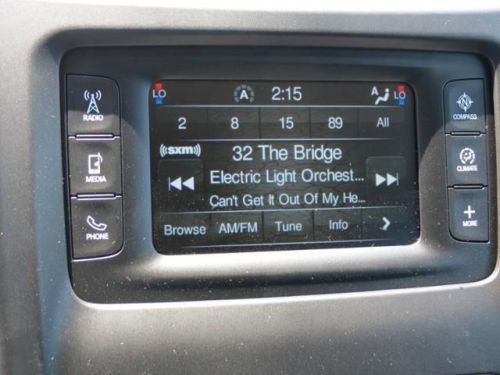 LO A 2:15 A LO
2 8 15 89 All
((sxm)) 32 The Bridge
Electric Light Orchest...
Can't Get It Out Of My He...
Browse AM/FM Tune Info
RADIO
MEDIA
PHONE
N
COMPASS
CLIMATE
+
MORE